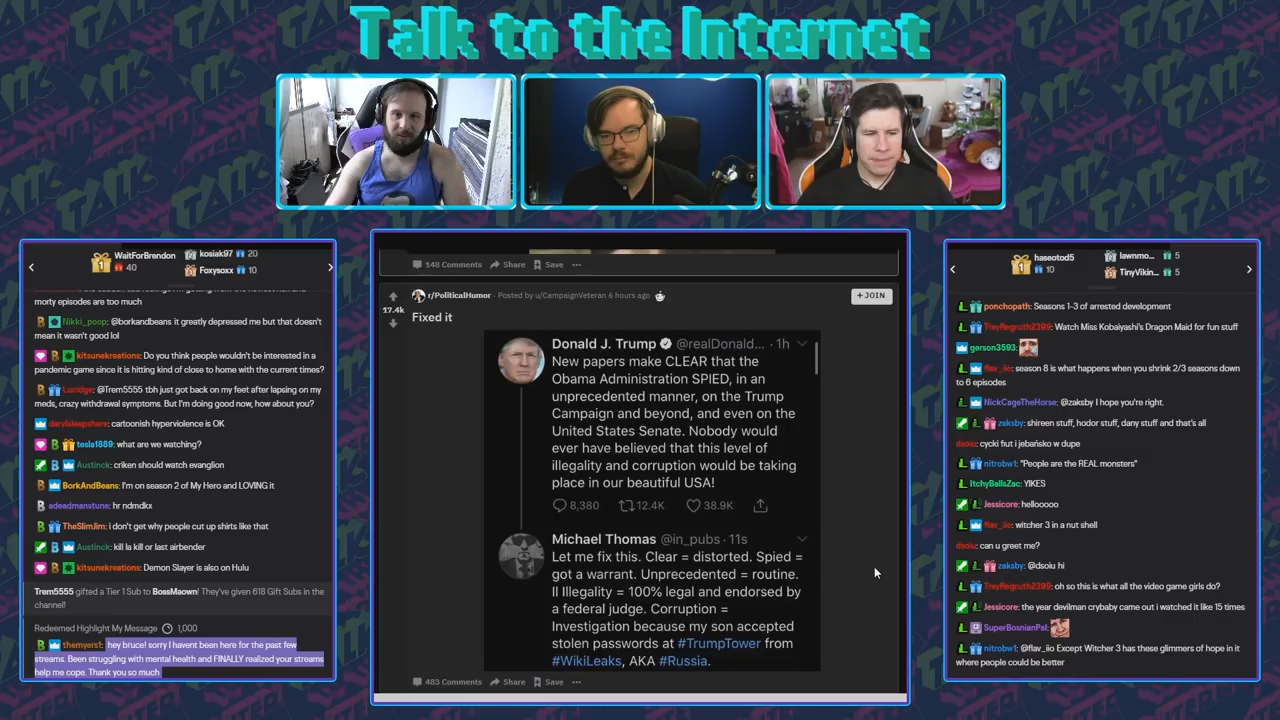 Talk to the Internet
WaitForBrendon
40
kosiak97 20
Foxysoxx 10
morty episodes are too much
Nikki_poop: @borkandbeans it greatly depressed me but that doesn't
mean it wasn't good lol
kitsunekreations: Do you think people wouldn't be interested in a
pandemic game since it is hitting kind of close to home with the current times?
Lucidge: @Trem5555 tbh just got back on my feet after lapsing on my
meds, crazy withdrawal symptoms. But I'm doing good now, how about you?
darylsleepshere: cartoonish hyperviolence is OK
tesla1889: what are we watching?
Austinck: criken should watch evanglion
BorkAndBeans: I'm on season 2 of My Hero and LOVING it
adeadmanstune: hr ndmdkx
TheSlimJim: i don't get why people cut up shirts like that
Austinck: kill la kill or last airbender
kitsunekreations: Demon Slayer is also on Hulu
Trem5555 gifted a Tier 1 Sub to BossMaown! They've given 618 Gift Subs in the
channel!
Redeemed Highlight My Message 1,000
themyers1: hey bruce! sorry I havent been here for the past few
streams. Been struggling with mental health and FINALLY realized your streams
help me cope. Thank you so much
148 Comments Share Save
r/PoliticalHumor · Posted by u/CampaignVeteran 6 hours ago
+ JOIN
17.4k
Fixed it
Donald J. Trump @realDonald... · 1h
New papers make CLEAR that the
Obama Administration SPIED, in an
unprecedented manner, on the Trump
Campaign and beyond, and even on the
United States Senate. Nobody would
ever have believed that this level of
illegality and corruption would be taking
place in our beautiful USA!
8,380 12.4K 38.9K
Michael Thomas @in_pubs · 11s
Let me fix this. Clear = distorted. Spied =
got a warrant. Unprecedented = routine.
Il Illegality = 100% legal and endorsed by
a federal judge. Corruption =
Investigation because my son accepted
stolen passwords at #TrumpTower from
#WikiLeaks, AKA #Russia.
483 Comments Share Save
haseotod5
10
lawnmo... 5
TinyVikin... 5
ponchopath: Seasons 1-3 of arrested development
TreyRegruth2399: Watch Miss Kobaiyashi's Dragon Maid for fun stuff
gerson3593:
flav_iio: season 8 is what happens when you shrink 2/3 seasons down
to 6 episodes
NickCageTheHorse: @zaksby I hope you're right.
zaksby: shireen stuff, hodor stuff, dany stuff and that's all
dsoiu: cycki fiut i jebańsko w dupe
nitrobw1: "People are the REAL monsters"
ItchyBallsZac: YIKES
Jessicore: hellooooo
flav_iio: witcher 3 in a nut shell
dsoiu: can u greet me?
zaksby: @dsoiu hi
TreyRegruth2399: oh so this is what all the video game girls do?
Jessicore: the year devilman crybaby came out i watched it like 15 times
SuperBosnianPal:
nitrobw1: @flav_iio Except Witcher 3 has these glimmers of hope in it
where people could be better